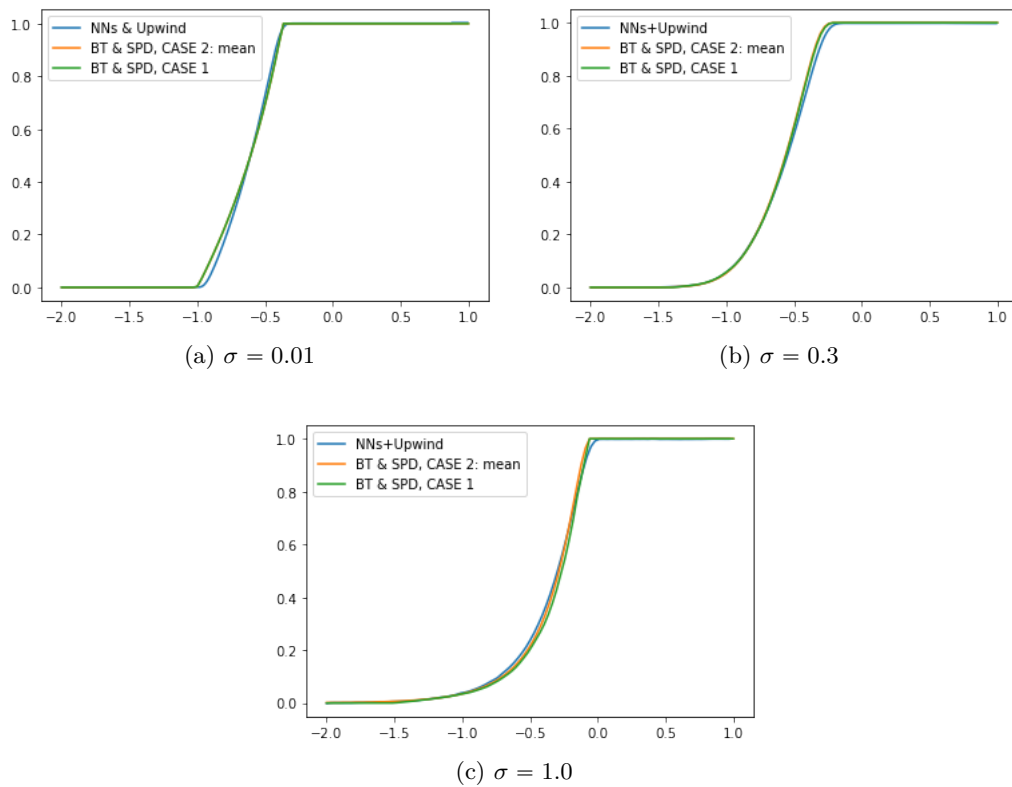 1.0
0.8
0.6
0.4
0.2
0.0
NNs & Upwind
BT & SPD, CASE 2: mean
BT & SPD, CASE 1
−2.0 −1.5 −1.0 −0.5 0.0 0.5 1.0
(a) σ = 0.01
1.0
0.8
0.6
0.4
0.2
0.0
NNs+Upwind
BT & SPD, CASE 2: mean
BT & SPD, CASE 1
−2.0 −1.5 −1.0 −0.5 0.0 0.5 1.0
(b) σ = 0.3
1.0
0.8
0.6
0.4
0.2
0.0
NNs+Upwind
BT & SPD, CASE 2: mean
BT & SPD, CASE 1
−2.0 −1.5 −1.0 −0.5 0.0 0.5 1.0
(c) σ = 1.0